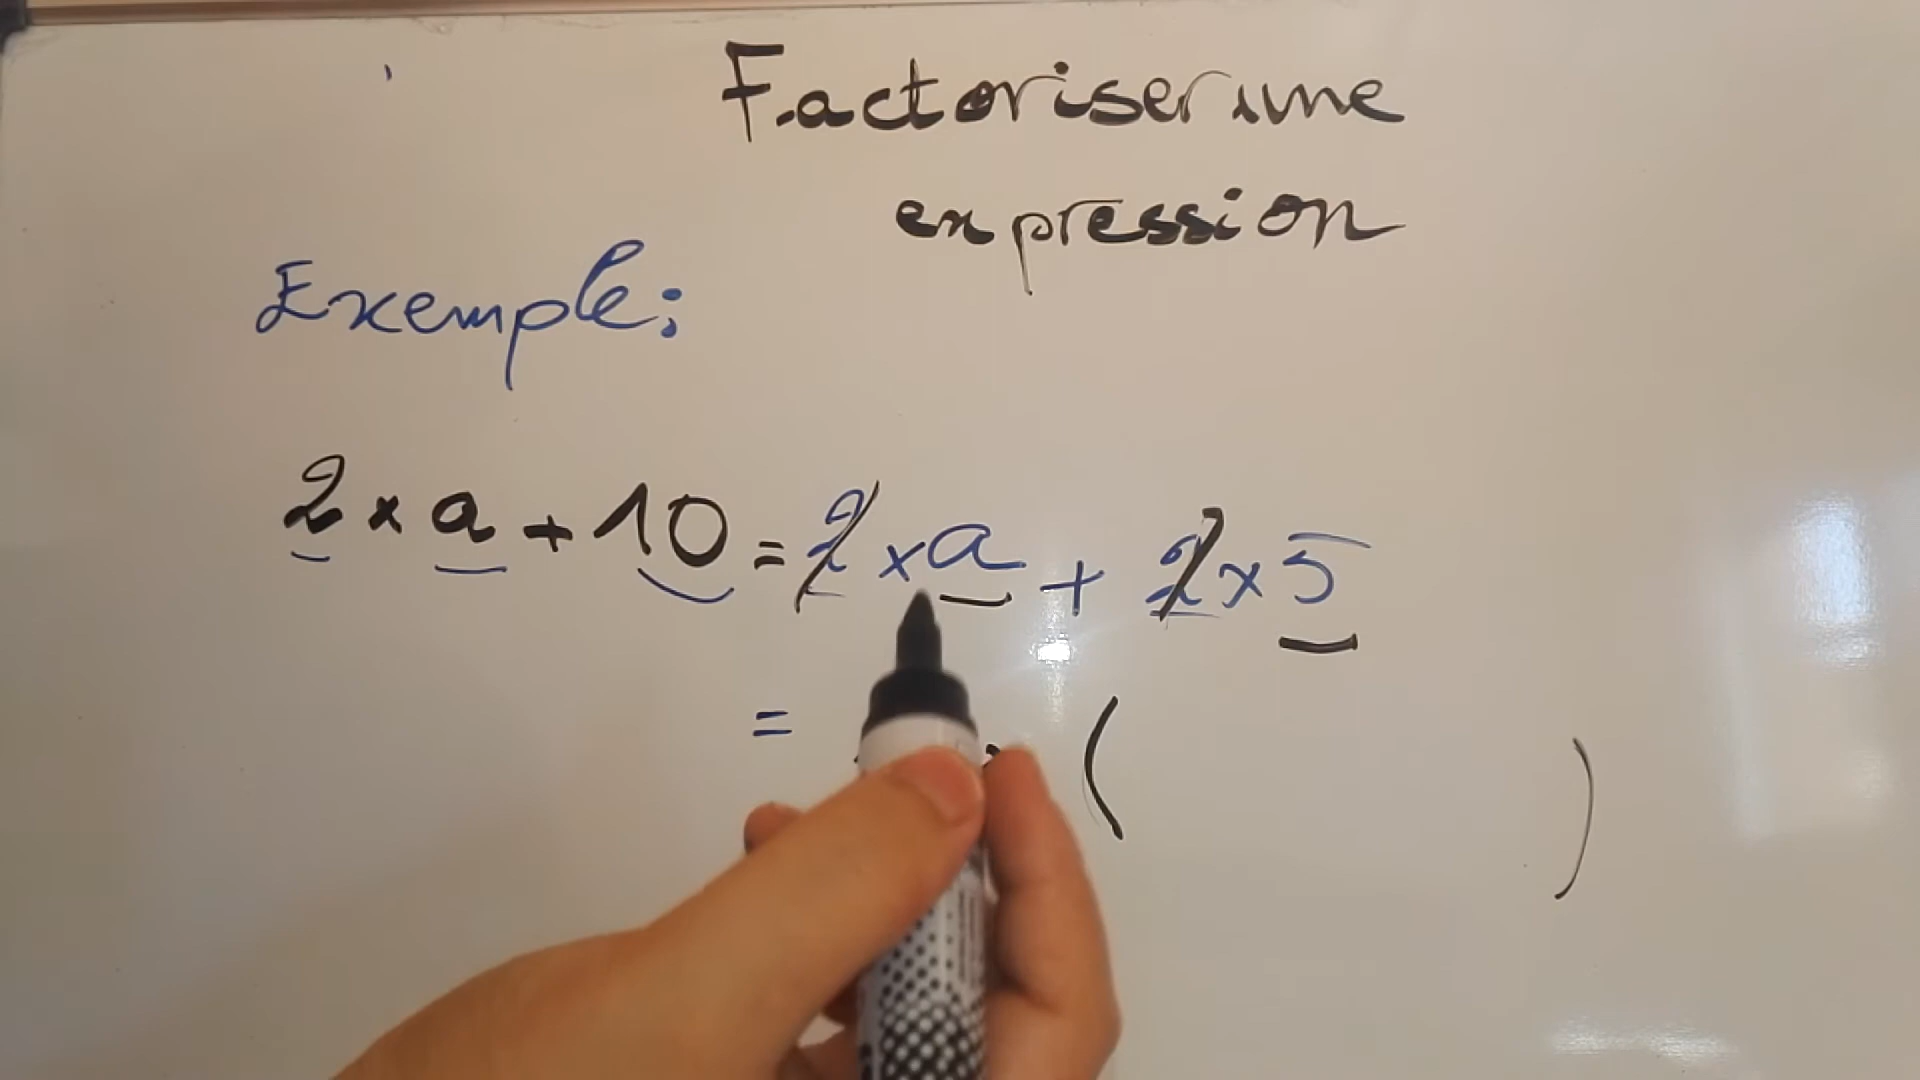 Factoriser une
expression
Exemple:
2 × a + 10 = 2 × a + 2 × 5
= ( )